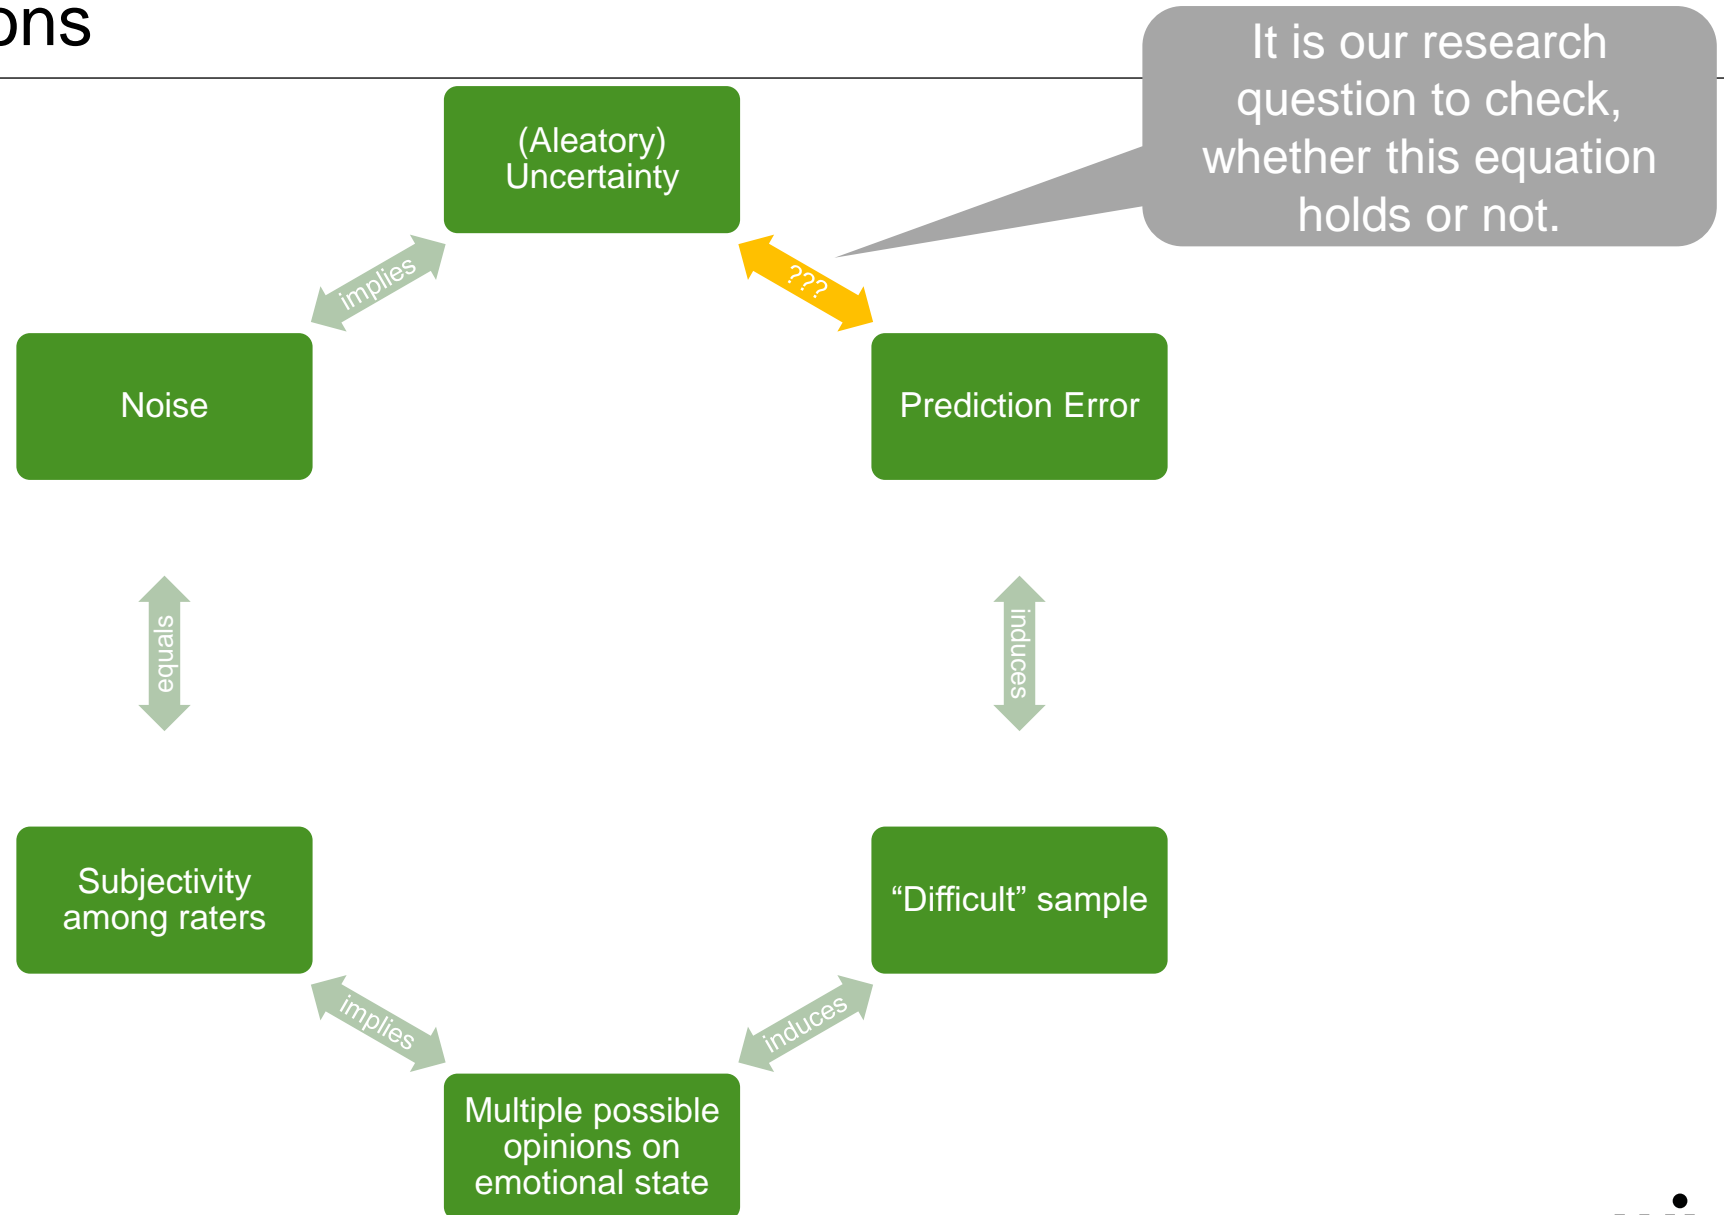 ons
It is our research
question to check,
whether this equation
holds or not.
(Aleatory)
Uncertainty
implies
???
Noise
Prediction Error
equals
induces
Subjectivity
among raters
“Difficult” sample
implies
induces
Multiple possible
opinions on
emotional state